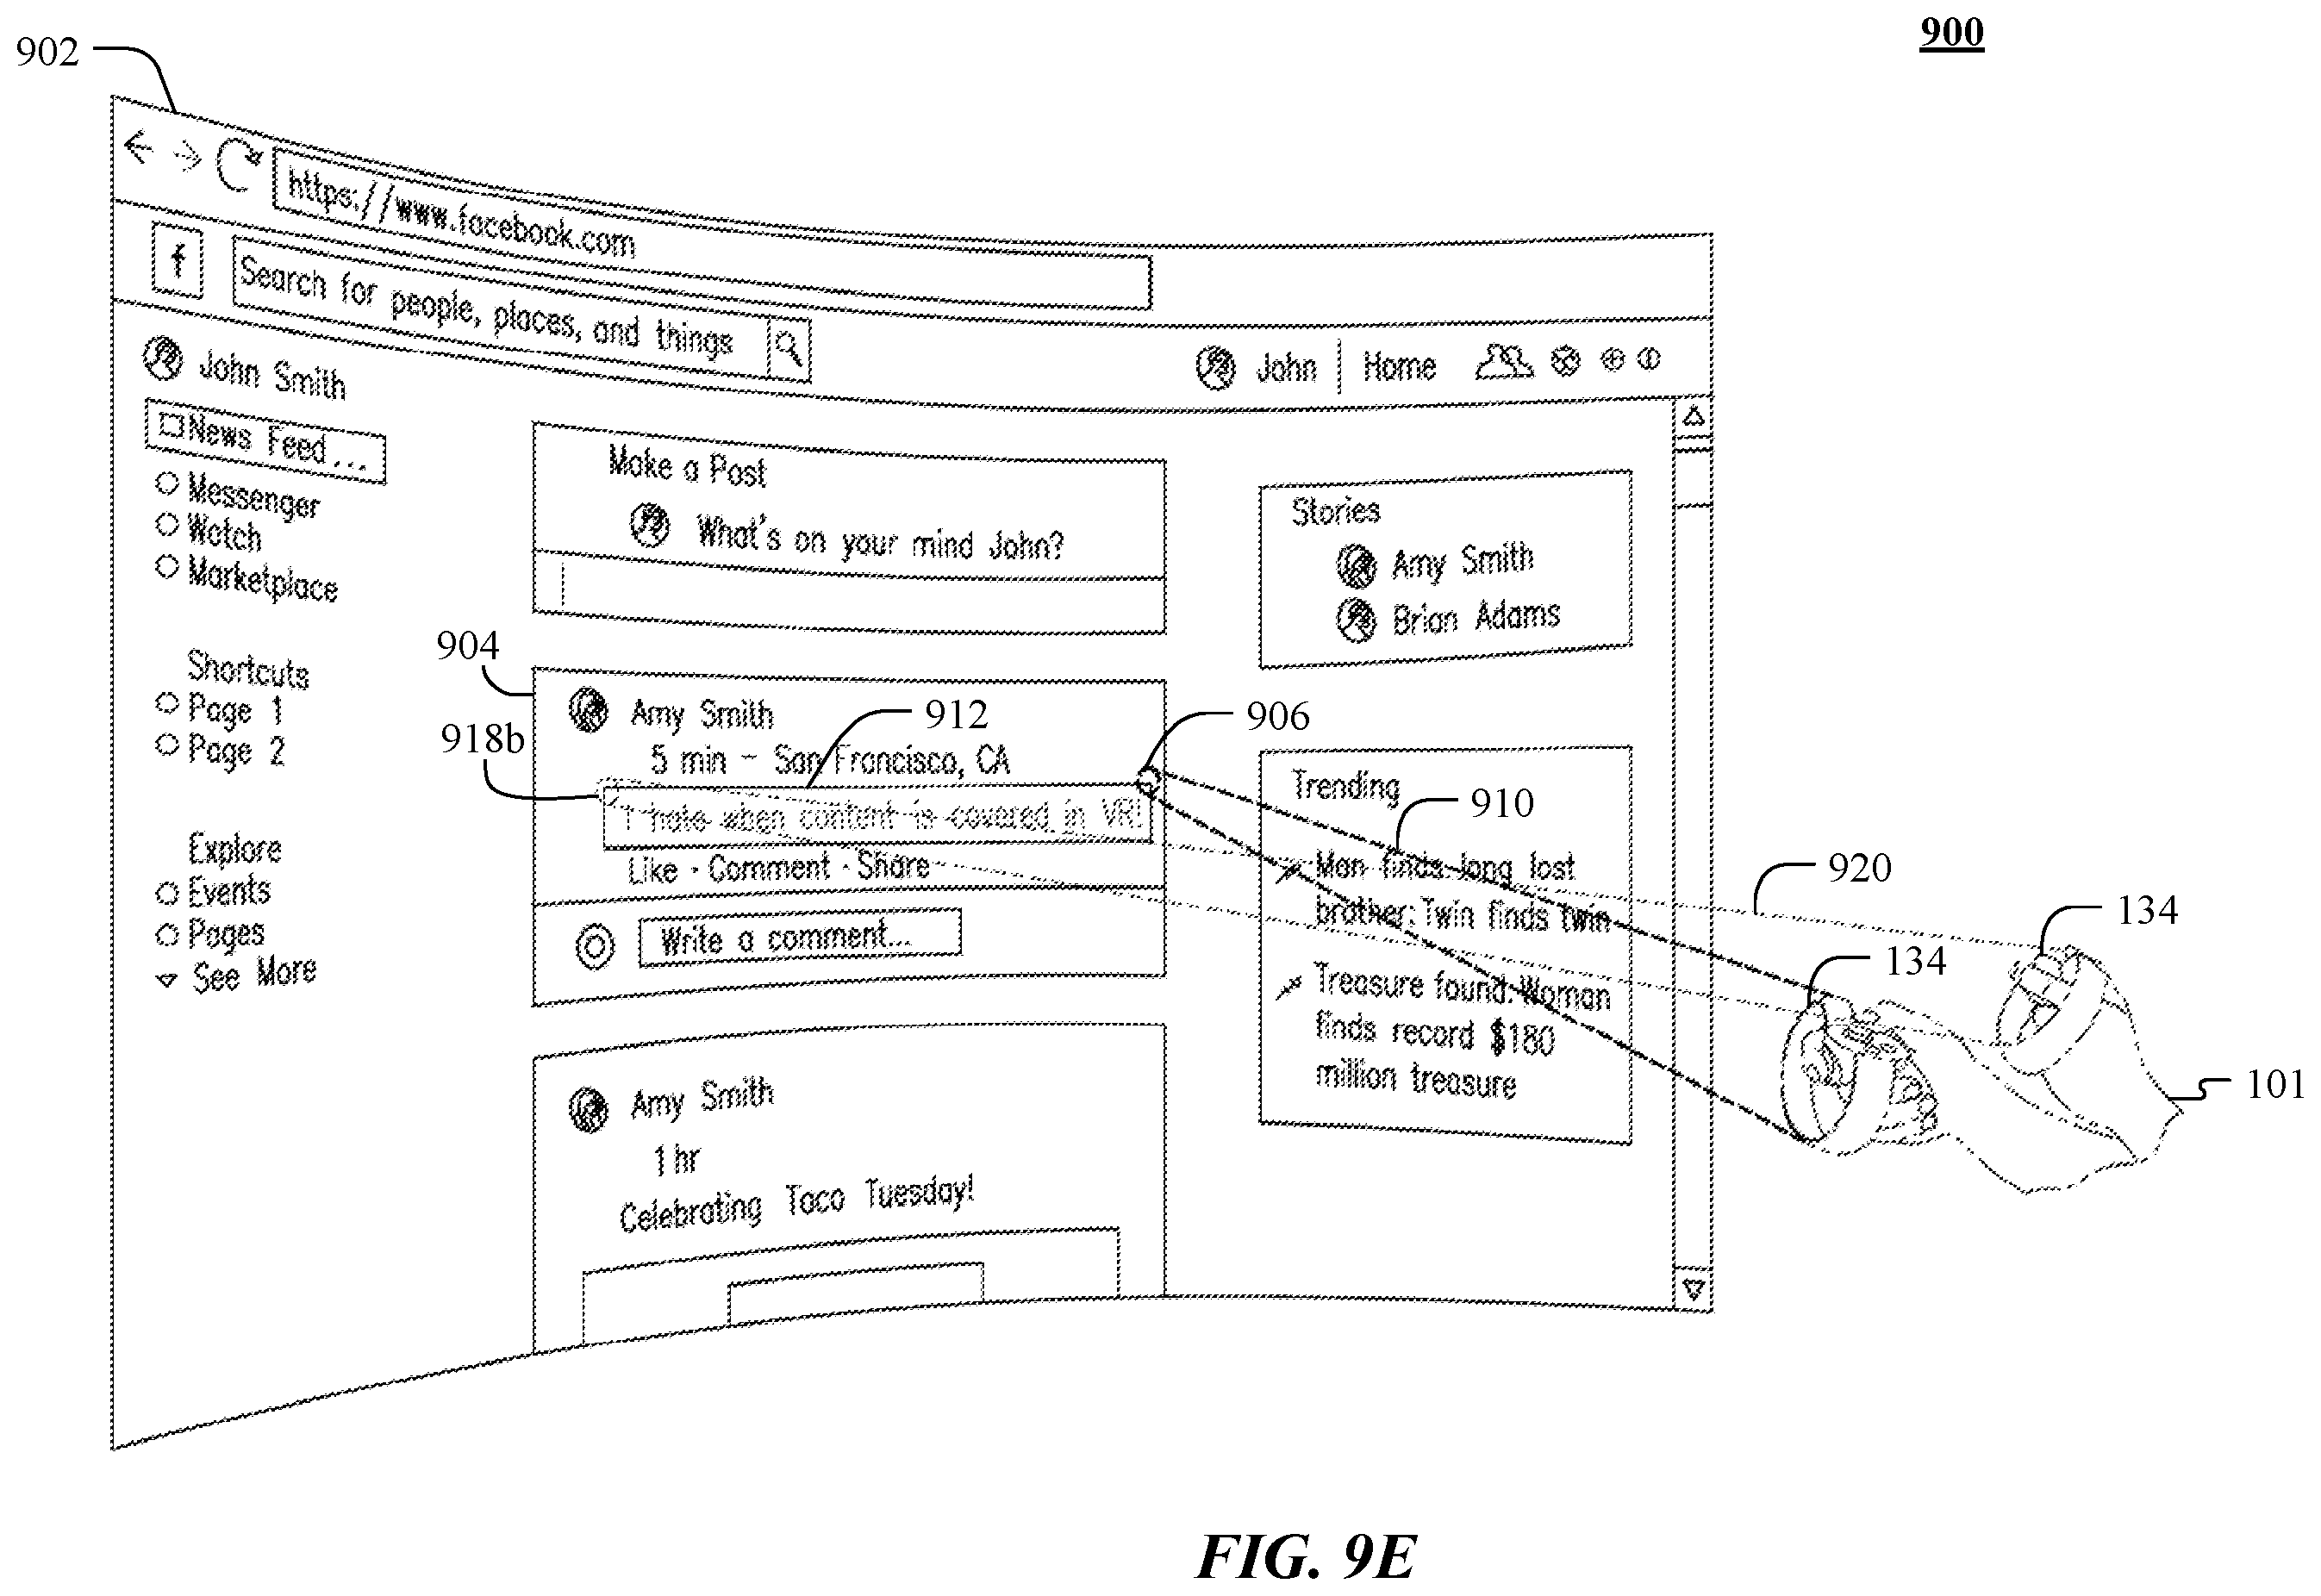 900
902
https://www.facebook.com
f
Search for people, places, and things
John Smith
John
Home
News Feed...
Messenger
Watch
Marketplace
Shortcuts
Page 1
Page 2
Explore
Events
Pages
See More
Make a Post
What's on your mind John?
904
Amy Smith
912
906
918b
5 min - San Francisco, CA
I hate when content is covered in VR!
Like · Comment · Share
Write a comment...
Amy Smith
1 hr
Celebrating Taco Tuesday!
Stories
Amy Smith
Brian Adams
Trending
910
Man finds long lost
brother: Twin finds twin
Treasure found: Woman
finds record $180
million treasure
920
134
134
101
FIG. 9E